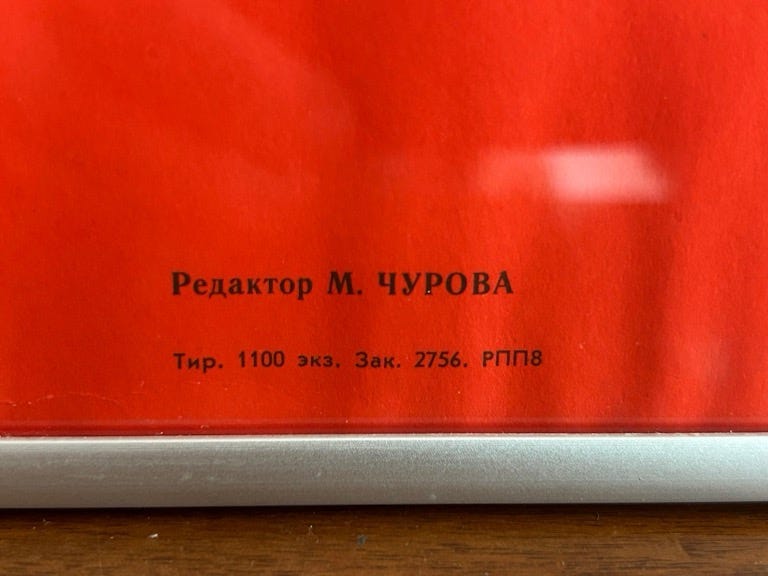 Редактор М. ЧУРОВА
Тир. 1100 экз. Зак. 2756. РПП8